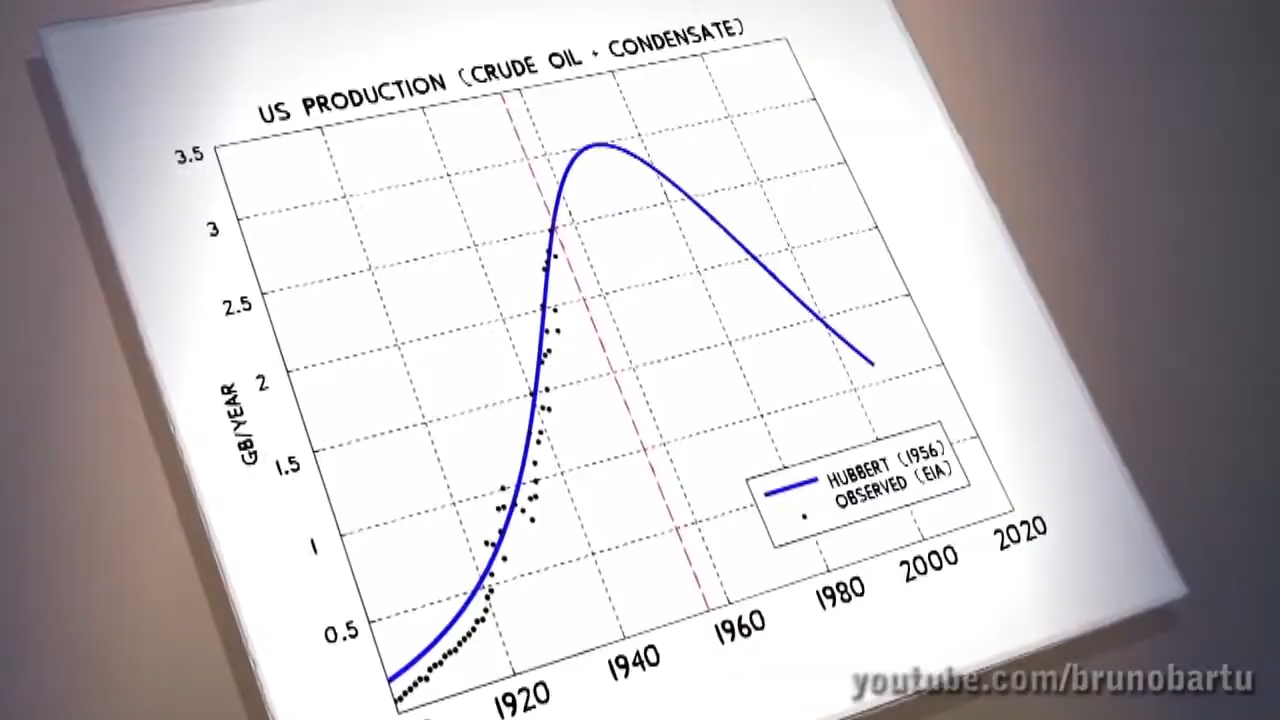 US PRODUCTION (CRUDE OIL + CONDENSATE)
3.5
3
2.5
2
1.5
1
0.5
GB/YEAR
HUBBERT (1956)
OBSERVED (EIA)
1920
1940
1960
1980
2000
2020
youtube.com/brunobartu